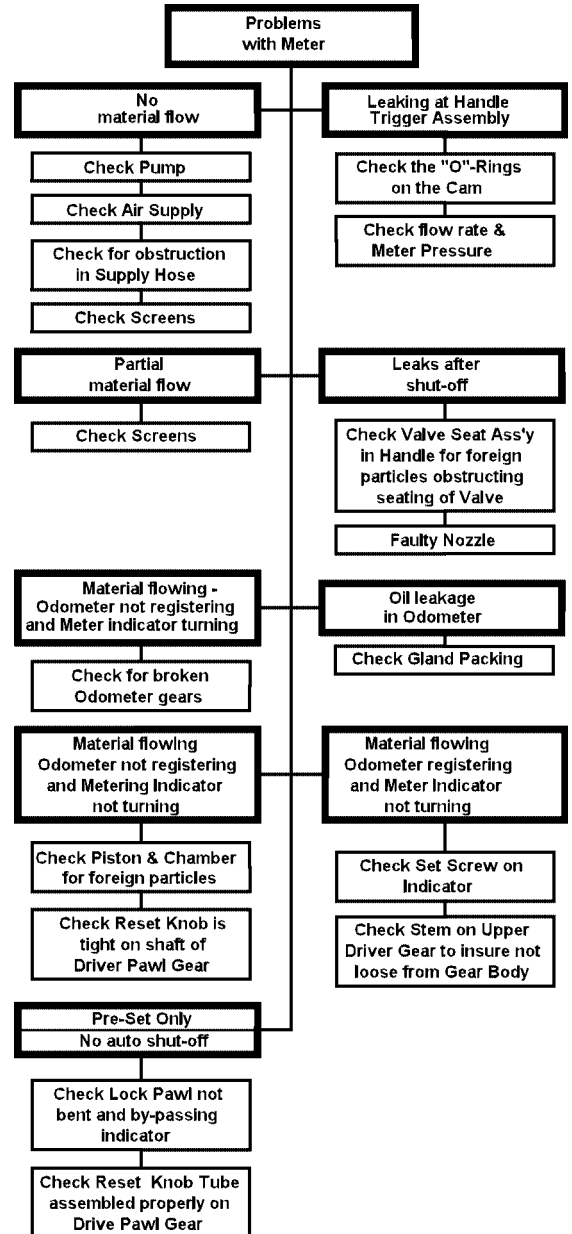 Problems
with Meter
No
material flow
Check Pump
Check Air Supply
Check for obstruction
in Supply Hose
Check Screens
Leaking at Handle
Trigger Assembly
Check the "O"-Rings
on the Cam
Check flow rate &
Meter Pressure
Partial
material flow
Check Screens
Leaks after
shut-off
Check Valve Seat Ass'y
in Handle for foreign
particles obstructing
seating of Valve
Faulty Nozzle
Material flowing -
Odometer not registering
and Meter indicator turning
Check for broken
Odometer gears
Oil leakage
in Odometer
Check Gland Packing
Material flowing
Odometer not registering
and Metering Indicator
not turning
Check Piston & Chamber
for foreign particles
Check Reset Knob is
tight on shaft of
Driver Pawl Gear
Material flowing
Odometer registering
and Meter Indicator
not turning
Check Set Screw on
Indicator
Check Stem on Upper
Driver Gear to insure not
loose from Gear Body
Pre-Set Only
No auto shut-off
Check Lock Pawl not
bent and by-passing
indicator
Check Reset Knob Tube
assembled properly on
Drive Pawl Gear